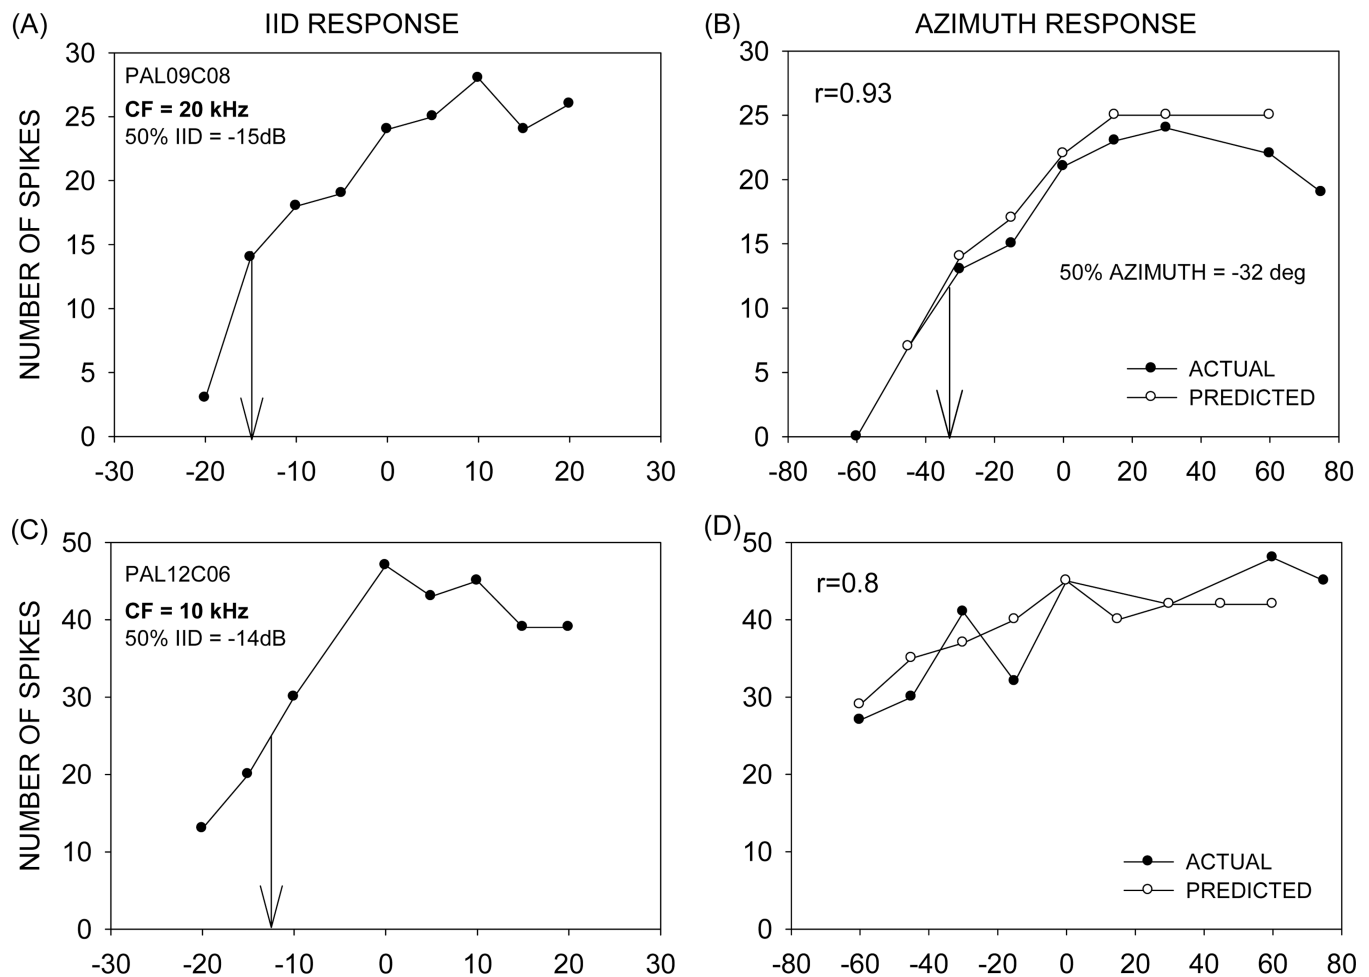 (A) IID RESPONSE
(B) AZIMUTH RESPONSE
NUMBER OF SPIKES
30
25
20
15
10
5
0
PAL09C08
CF = 20 kHz
50% IID = -15dB
-30 -20 -10 0 10 20 30
30
25
20
15
10
5
0
r=0.93
50% AZIMUTH = -32 deg
ACTUAL
PREDICTED
-80 -60 -40 -20 0 20 40 60 80
(C)
NUMBER OF SPIKES
50
40
30
20
10
0
PAL12C06
CF = 10 kHz
50% IID = -14dB
-30 -20 -10 0 10 20 30
(D)
50
40
30
20
10
0
r=0.8
ACTUAL
PREDICTED
-80 -60 -40 -20 0 20 40 60 80